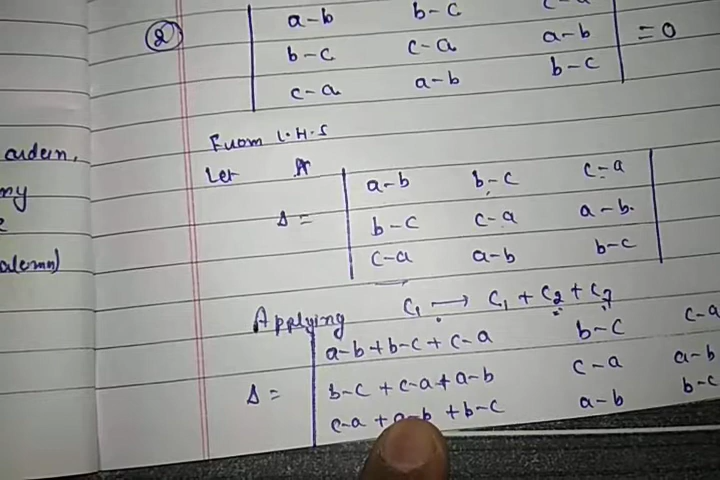 ② a-b b-c c-a
b-c c-a a-b = 0
c-a a-b b-c
From L.H.S
Let
a-b b-c c-a
Δ = b-c c-a a-b
c-a a-b b-c
Applying C₁ → C₁ + C₂ + C₃
a-b+b-c+c-a b-c c-a
Δ = b-c+c-a+a-b c-a a-b
c-a+a-b+b-c a-b b-c